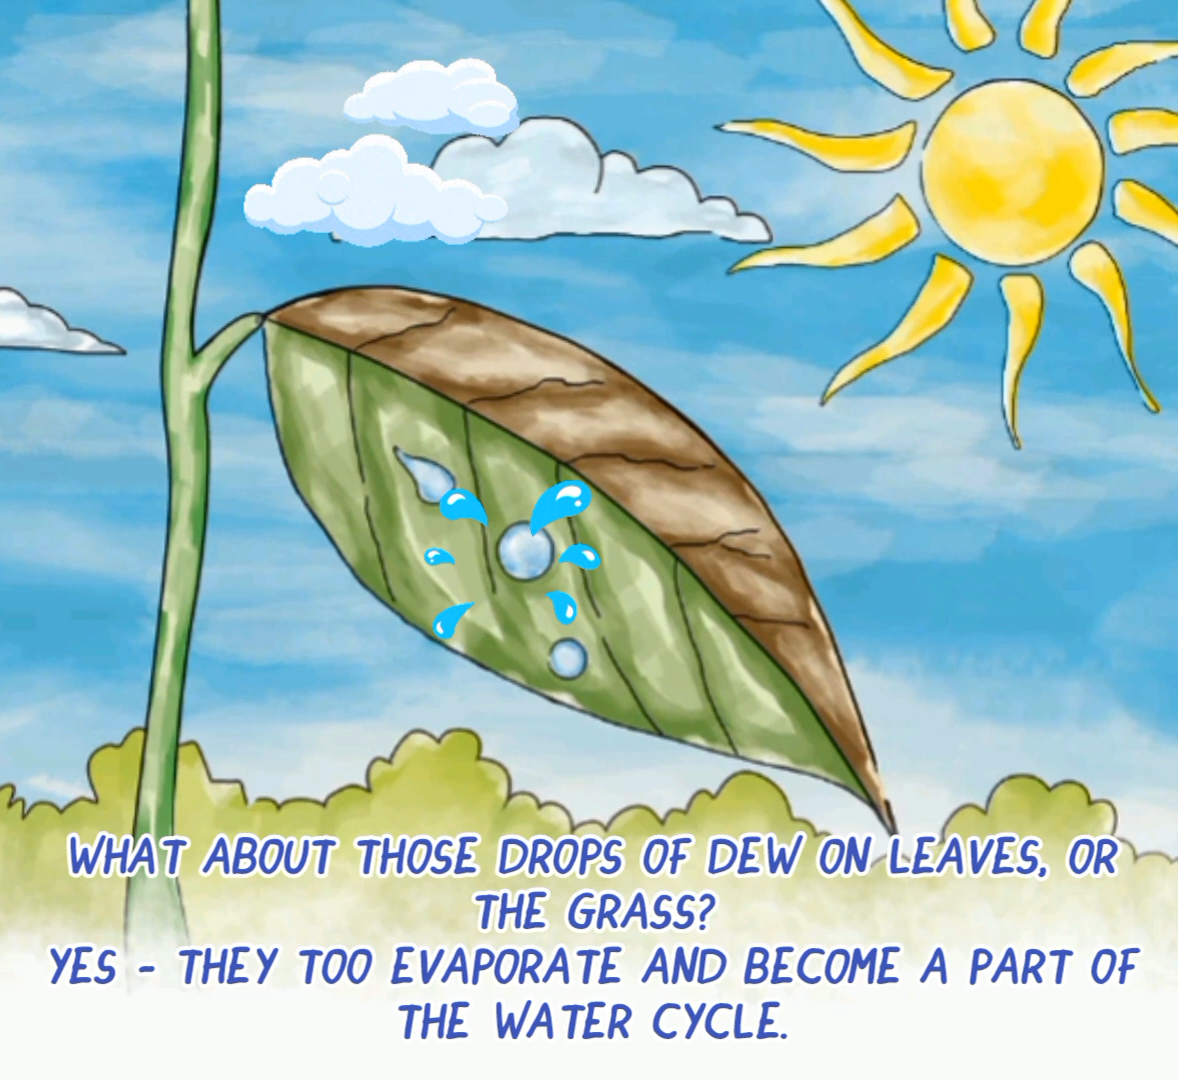 WHAT ABOUT THOSE DROPS OF DEW ON LEAVES, OR
THE GRASS?
YES - THEY TOO EVAPORATE AND BECOME A PART OF
THE WATER CYCLE.